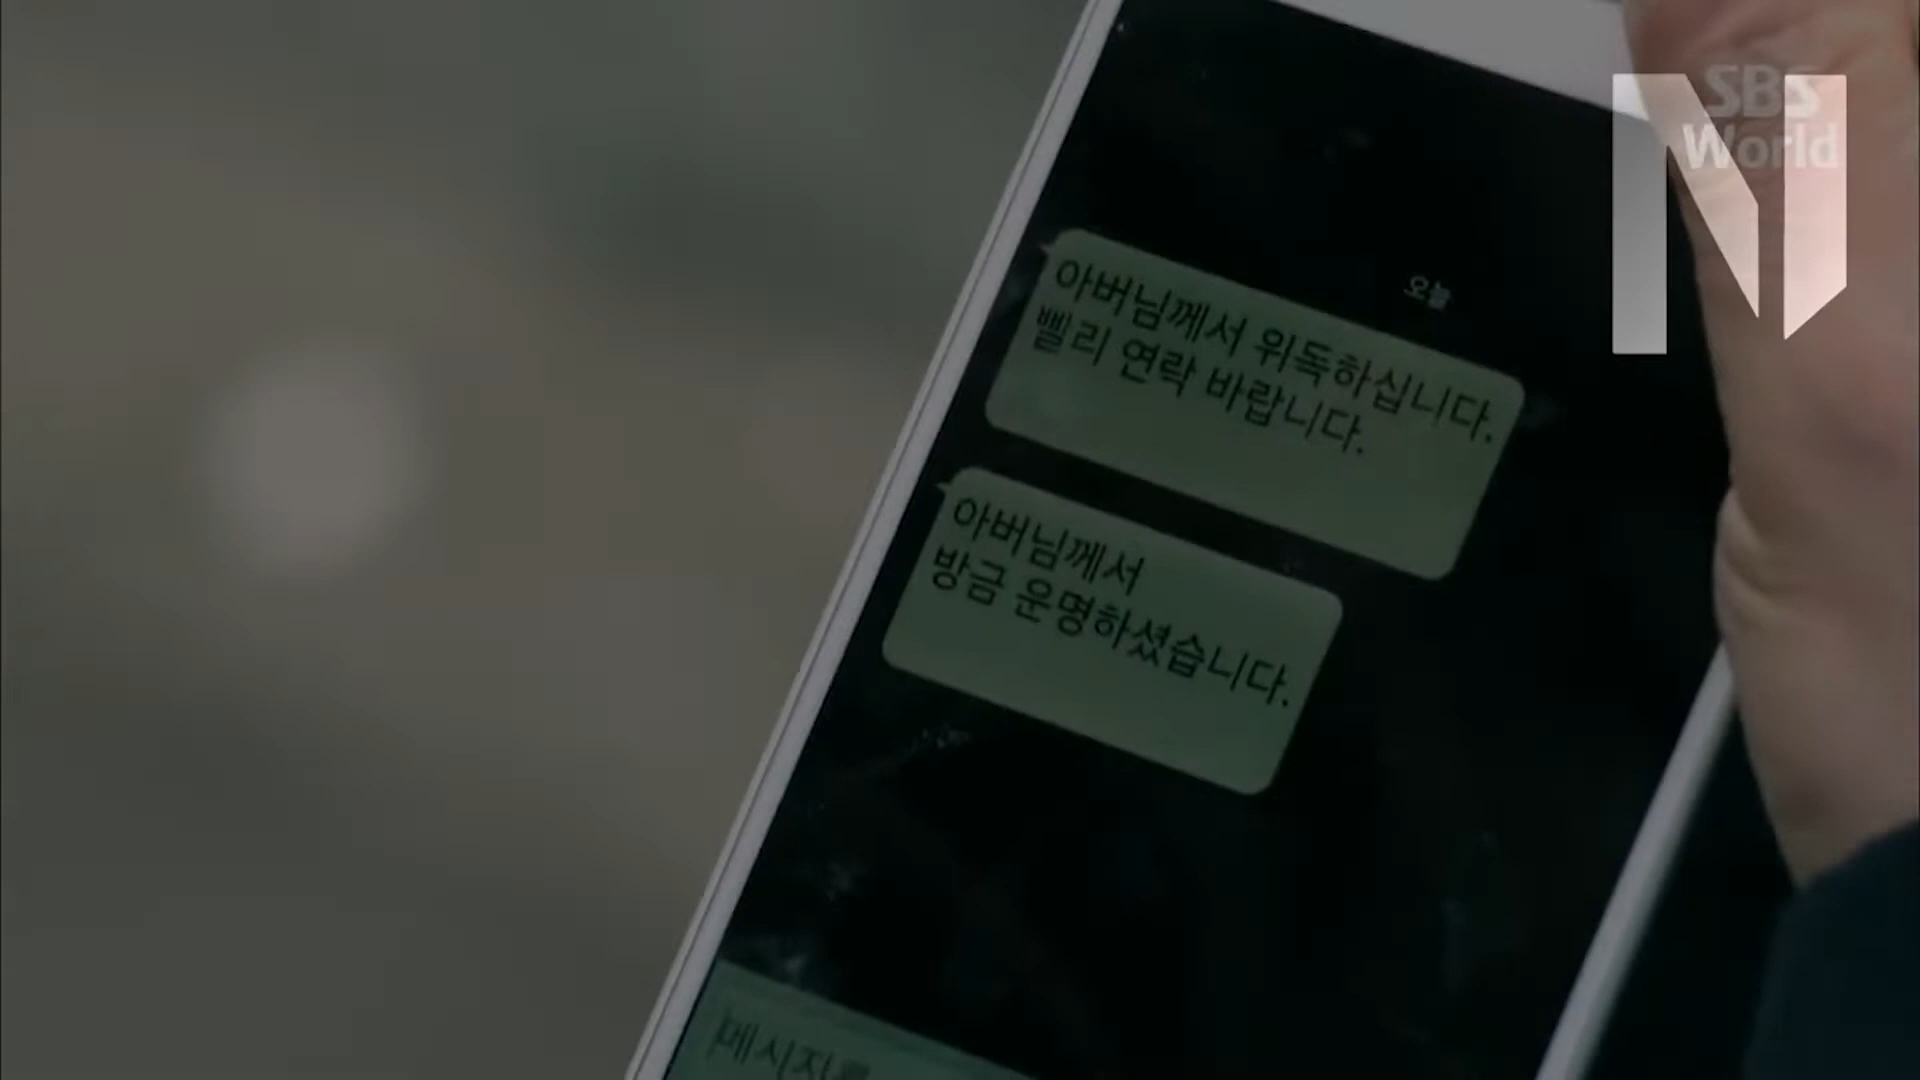 SBS
World
N
오늘
아버님께서 위독하십니다.
빨리 연락 바랍니다.
아버님께서
방금 운명하셨습니다.
메시지를